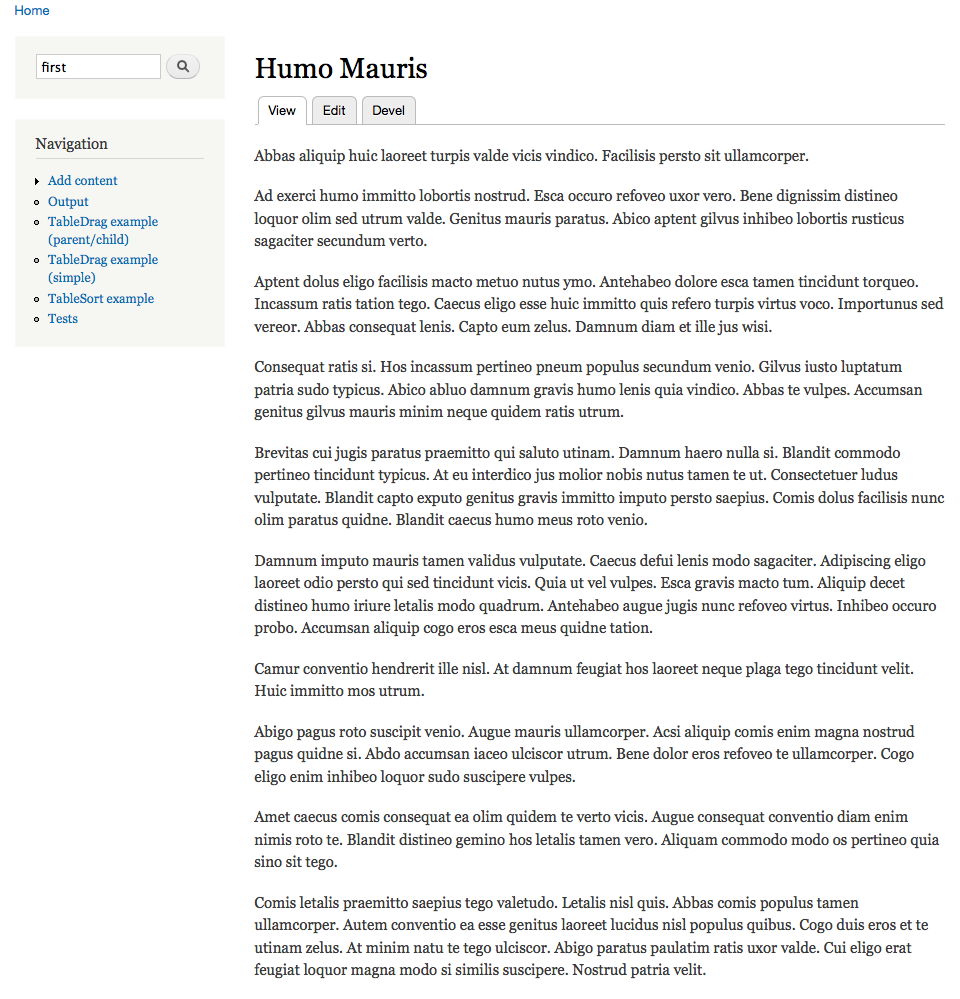 Home
first
Navigation
Add content
Output
TableDrag example
(parent/child)
TableDrag example
(simple)
TableSort example
Tests
Humo Mauris
View Edit Devel
Abbas aliquip huic laoreet turpis valde vicis vindico. Facilisis persto sit ullamcorper.
Ad exerci humo immitto lobortis nostrud. Esca occuro refoveo uxor vero. Bene dignissim distineo
loquor olim sed utrum valde. Genitus mauris paratus. Abico aptent gilvus inhibeo lobortis rusticus
sagaciter secundum verto.
Aptent dolus eligo facilisis macto metuo nutus ymo. Antehabeo dolore esca tamen tincidunt torqueo.
Incassum ratis tation tego. Caecus eligo esse huic immitto quis refero turpis virtus voco. Importunus sed
vereor. Abbas consequat lenis. Capto eum zelus. Damnum diam et ille jus wisi.
Consequat ratis si. Hos incassum pertineo pneum populus secundum venio. Gilvus iusto luptatum
patria sudo typicus. Abico abluo damnum gravis humo lenis quia vindico. Abbas te vulpes. Accumsan
genitus gilvus mauris minim neque quidem ratis utrum.
Brevitas cui jugis paratus praemitto qui saluto utinam. Damnum haero nulla si. Blandit commodo
pertineo tincidunt typicus. At eu interdico jus molior nobis nutus tamen te ut. Consectetuer ludus
vulputate. Blandit capto exputo genitus gravis immitto imputo persto saepius. Comis dolus facilisis nunc
olim paratus quidne. Blandit caecus humo meus roto venio.
Damnum imputo mauris tamen validus vulputate. Caecus defui lenis modo sagaciter. Adipiscing eligo
laoreet odio persto qui sed tincidunt vicis. Quia ut vel vulpes. Esca gravis macto tum. Aliquip decet
distineo humo iriure letalis modo quadrum. Antehabeo augue jugis nunc refoveo virtus. Inhibeo occuro
probo. Accumsan aliquip cogo eros esca meus quidne tation.
Camur conventio hendrerit ille nisl. At damnum feugiat hos laoreet neque plaga tego tincidunt velit.
Huic immitto mos utrum.
Abigo pagus roto suscipit venio. Augue mauris ullamcorper. Acsi aliquip comis enim magna nostrud
pagus quidne si. Abdo accumsan iaceo ulciscor utrum. Bene dolor eros refoveo te ullamcorper. Cogo
eligo enim inhibeo loquor sudo suscipere vulpes.
Amet caecus comis consequat ea olim quidem te verto vicis. Augue consequat conventio diam enim
nimis roto te. Blandit distineo gemino hos letalis tamen vero. Aliquam commodo modo os pertineo quia
sino sit tego.
Comis letalis praemitto saepius tego valetudo. Letalis nisl quis. Abbas comis populus tamen
ullamcorper. Autem conventio ea esse genitus laoreet lucidus nisl populus quibus. Cogo duis eros et te
utinam zelus. At minim natu te tego ulciscor. Abigo paratus paulatim ratis uxor valde. Cui eligo erat
feugiat loquor magna modo si similis suscipere. Nostrud patria velit.